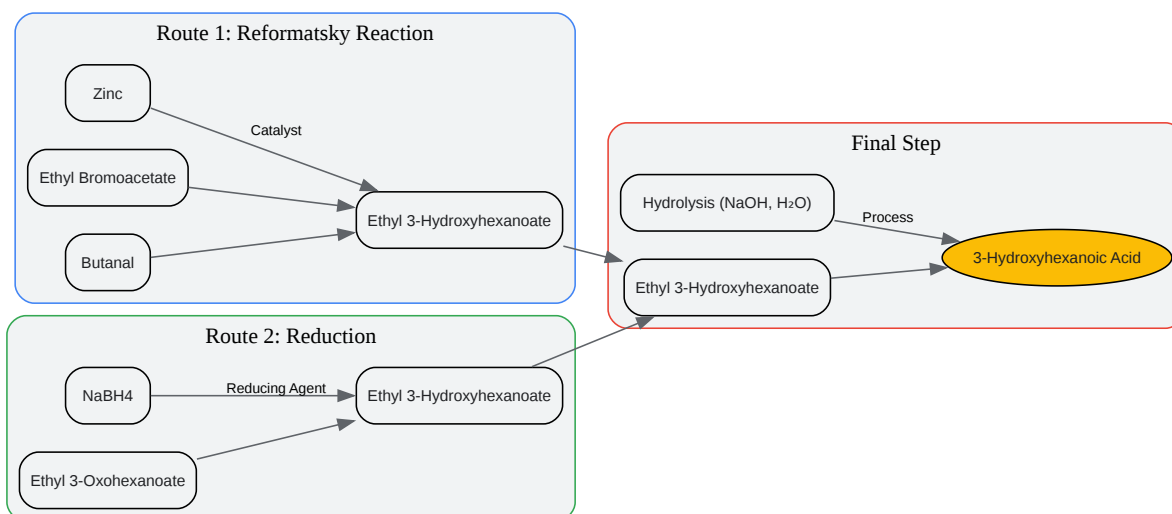 Route 1: Reformatsky Reaction
Zinc
Catalyst
Ethyl Bromoacetate
Ethyl 3-Hydroxyhexanoate
Butanal
Route 2: Reduction
NaBH4
Reducing Agent
Ethyl 3-Hydroxyhexanoate
Ethyl 3-Oxohexanoate
Final Step
Hydrolysis (NaOH, H₂O)
Process
3-Hydroxyhexanoic Acid
Ethyl 3-Hydroxyhexanoate